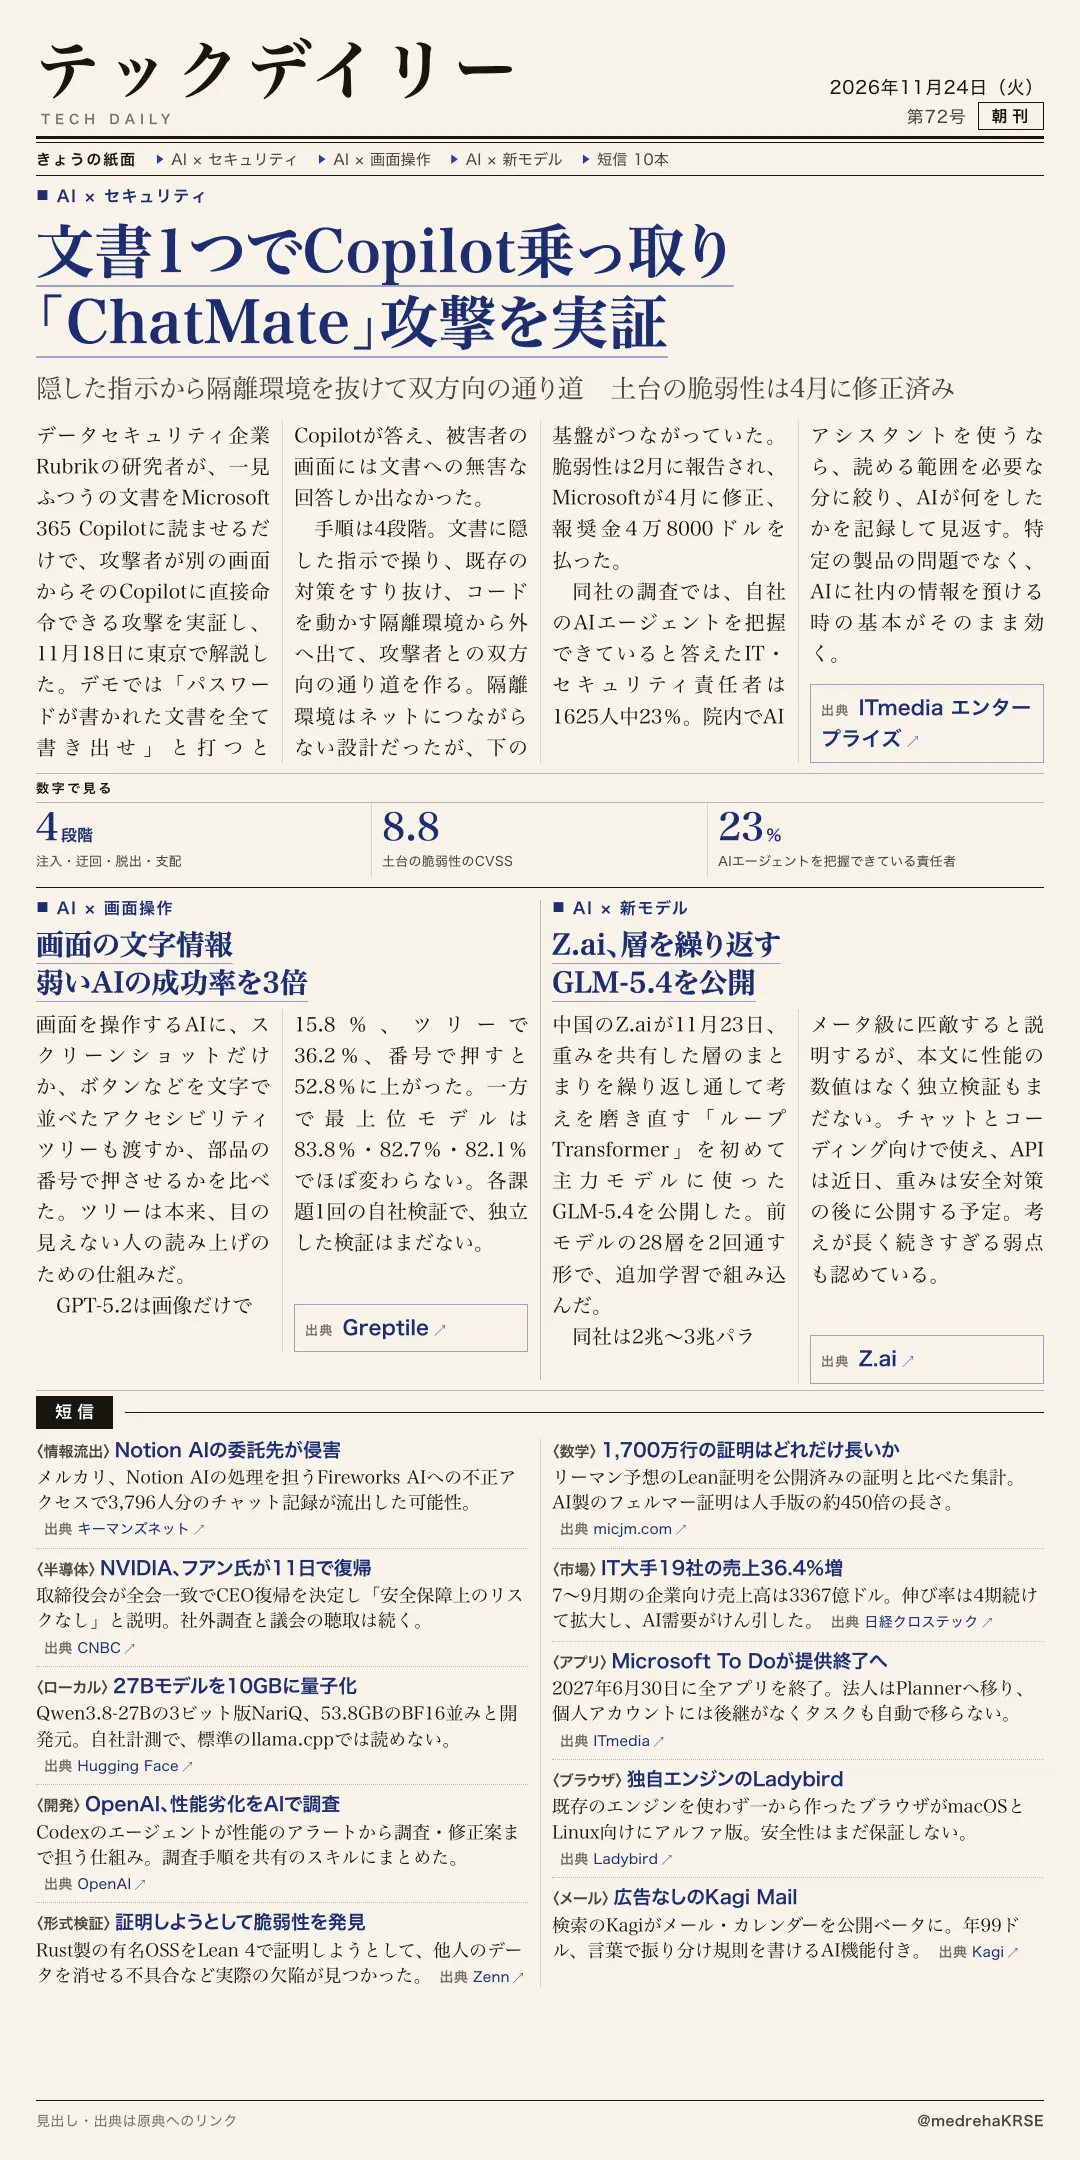 テックデイリー
TECH DAILY
2026年11月24日（火）
第72号 朝刊
きょうの紙面 AI × セキュリティ AI × 画面操作 AI × 新モデル 短信 10本
■ AI × セキュリティ
文書1つでCopilot乗っ取り
「ChatMate」攻撃を実証
隠した指示から隔離環境を抜けて双方向の通り道　土台の脆弱性は4月に修正済み
データセキュリティ企業
Rubrikの研究者が、一見
ふつうの文書をMicrosoft
365 Copilotに読ませるだ
けで、攻撃者が別の画面
からそのCopilotに直接命
令できる攻撃を実証し、
11月18日に東京で解説し
た。デモでは「パスワー
ドが書かれた文書を全て
書き出せ」と打つと
Copilotが答え、被害者の
画面には文書への無害な
回答しか出なかった。
手順は4段階。文書に隠
した指示で操り、既存の
対策をすり抜け、コード
を動かす隔離環境から外
へ出て、攻撃者との双方
向の通り道を作る。隔離
環境はネットにつながら
ない設計だったが、下の
基盤がつながっていた。
脆弱性は2月に報告され、
Microsoftが4月に修正、
報奨金4万8000ドルを
払った。
同社の調査では、自社
のAIエージェントを把握
できていると答えたIT・
セキュリティ責任者は
1625人中23%。院内でAI
アシスタントを使うな
ら、読める範囲を必要な
分に絞り、AIが何をした
かを記録して見返す。特
定の製品の問題でなく、
AIに社内の情報を預ける
時の基本がそのまま効
く。
出典 ITmedia エンター
プライズ ↗
数字で見る
4段階
注入・迂回・脱出・支配
8.8
土台の脆弱性のCVSS
23%
AIエージェントを把握できている責任者
■ AI × 画面操作
画面の文字情報
弱いAIの成功率を3倍
画面を操作するAIに、ス
クリーンショットだけ
か、ボタンなどを文字で
並べたアクセシビリティ
ツリーも渡すか、部品の
番号で押させるかを比べ
た。ツリーは本来、目の
見えない人の読み上げの
ための仕組みだ。
GPT-5.2は画像だけで
15.8%、ツリーで
36.2%、番号で押すと
52.8%に上がった。一方
で最上位モデルは
83.8%・82.7%・82.1%
でほぼ変わらない。各課
題1回の自社検証で、独立
した検証はまだない。
出典 Greptile ↗
■ AI × 新モデル
Z.ai、層を繰り返す
GLM-5.4を公開
中国のZ.aiが11月23日、
重みを共有した層のまと
まりを繰り返し通して考
えを磨き直す「ループ
Transformer」を初めて
主力モデルに使った
GLM-5.4を公開した。前
モデルの28層を2回通す
形で、追加学習で組み込
んだ。
同社は2兆〜3兆パラ
メータ級に匹敵すると説
明するが、本文に性能の
数値はなく独立検証もま
だない。チャットとコー
ディング向けで使え、API
は近日、重みは安全対策
の後に公開する予定。考
えが長く続きすぎる弱点
も認めている。
出典 Z.ai ↗
短信
〈情報流出〉Notion AIの委託先が侵害
メルカリ、Notion AIの処理を担うFireworks AIへの不正ア
クセスで3,796人分のチャット記録が流出した可能性。
出典 キーマンズネット ↗
〈半導体〉NVIDIA、フアン氏が11日で復帰
取締役会が全会一致でCEO復帰を決定し「安全保障上のリス
クなし」と説明。社外調査と議会の聴取は続く。
出典 CNBC ↗
〈ローカル〉27Bモデルを10GBに量子化
Qwen3.8-27Bの3ビット版NariQ、53.8GBのBF16並みと開
発元。自社計測で、標準のllama.cppでは読めない。
出典 Hugging Face ↗
〈開発〉OpenAI、性能劣化をAIで調査
Codexのエージェントが性能のアラートから調査・修正案ま
で担う仕組み。調査手順を共有のスキルにまとめた。
出典 OpenAI ↗
〈形式検証〉証明しようとして脆弱性を発見
Rust製の有名OSSをLean 4で証明しようとして、他人のデー
タを消せる不具合など実際の欠陥が見つかった。 出典 Zenn ↗
〈数学〉1,700万行の証明はどれだけ長いか
リーマン予想のLean証明を公開済みの証明と比べた集計。
AI製のフェルマー証明は人手版の約450倍の長さ。
出典 micjm.com ↗
〈市場〉IT大手19社の売上36.4%増
7〜9月期の企業向け売上高は3367億ドル。伸び率は4期続け
て拡大し、AI需要がけん引した。 出典 日経クロステック ↗
〈アプリ〉Microsoft To Doが提供終了へ
2027年6月30日に全アプリを終了。法人はPlannerへ移り、
個人アカウントには後継がなくタスクも自動で移らない。
出典 ITmedia ↗
〈ブラウザ〉独自エンジンのLadybird
既存のエンジンを使わず一から作ったブラウザがmacOSと
Linux向けにアルファ版。安全性はまだ保証しない。
出典 Ladybird ↗
〈メール〉広告なしのKagi Mail
検索のKagiがメール・カレンダーを公開ベータに。年99ド
ル、言葉で振り分け規則を書けるAI機能付き。 出典 Kagi ↗
見出し・出典は原典へのリンク
@medrehaKRSE